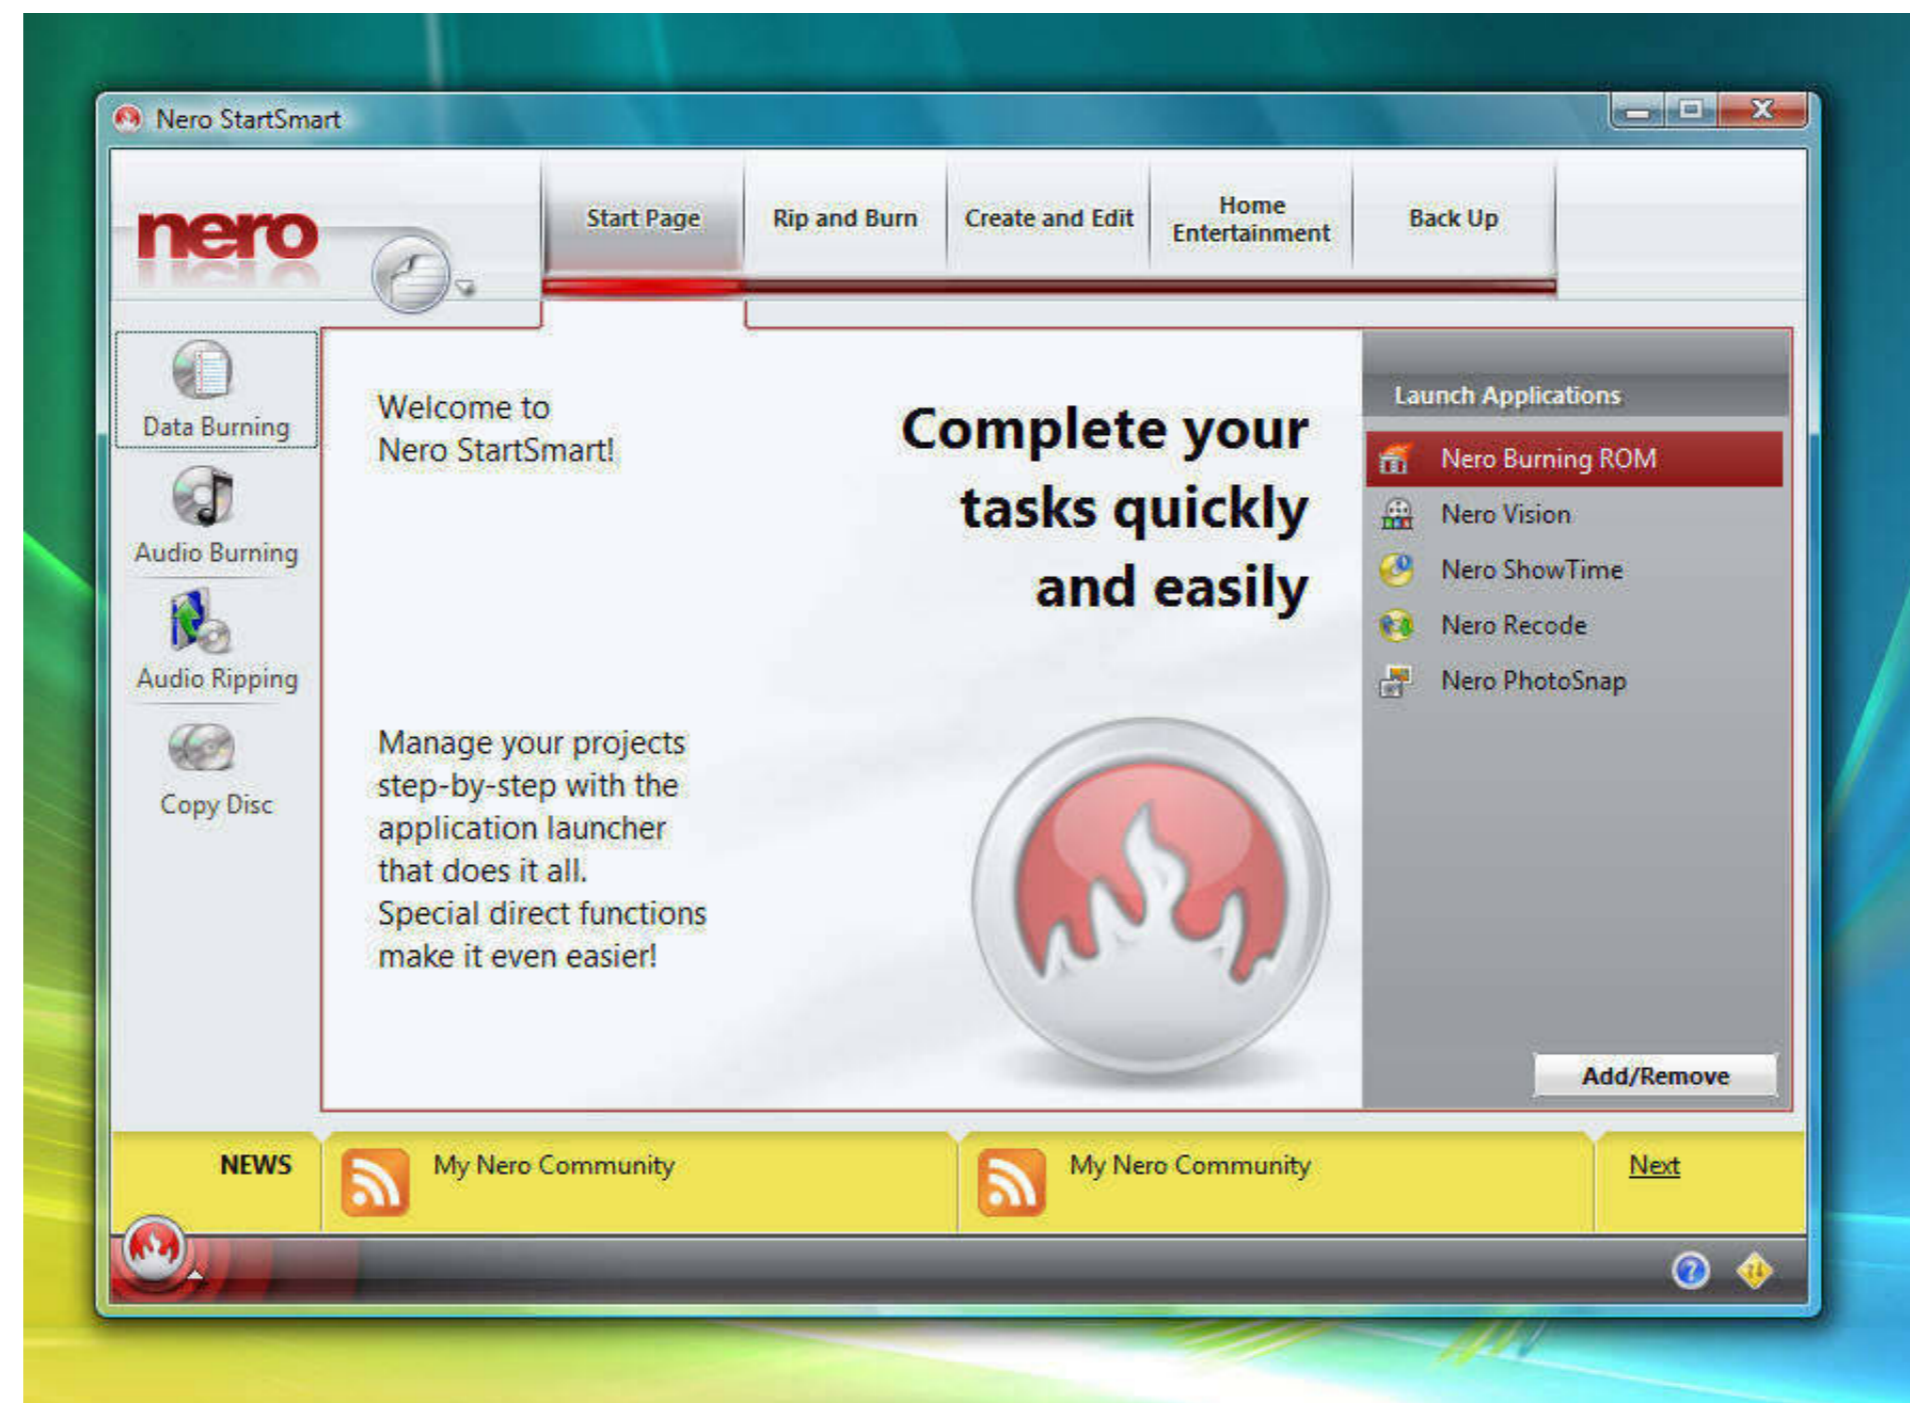 Nero StartSmart
nero
Start Page
Rip and Burn
Create and Edit
Home
Entertainment
Back Up
Data Burning
Audio Burning
Audio Ripping
Copy Disc
Welcome to
Nero StartSmart!
Complete your
tasks quickly
and easily
Manage your projects
step-by-step with the
application launcher
that does it all.
Special direct functions
make it even easier!
Launch Applications
Nero Burning ROM
Nero Vision
Nero ShowTime
Nero Recode
Nero PhotoSnap
Add/Remove
NEWS
My Nero Community
My Nero Community
Next